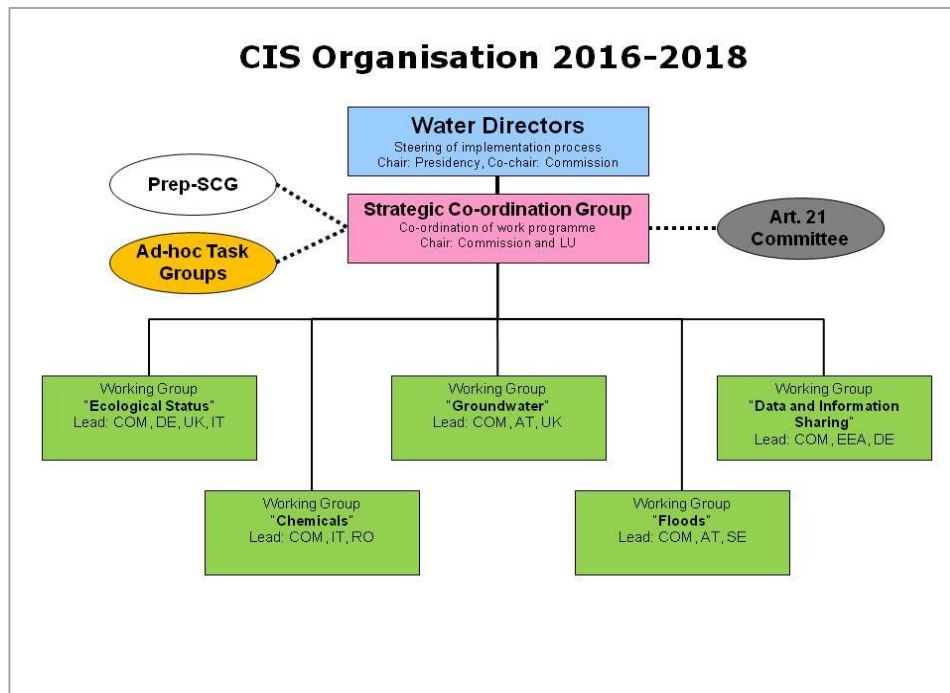 CIS Organisation 2016-2018
Water Directors
Steering of implementation process
Chair: Presidency, Co-chair: Commission
Prep-SCG
Strategic Co-ordination Group
Co-ordination of work programme
Chair: Commission and LU
Art. 21
Committee
Ad-hoc Task
Groups
Working Group
"Ecological Status"
Lead: COM, DE, UK, IT
Working Group
"Groundwater"
Lead: COM, AT, UK
Working Group
"Data and Information
Sharing"
Lead: COM, EEA, DE
Working Group
"Chemicals"
Lead: COM, IT, RO
Working Group
"Floods"
Lead: COM, AT, SE